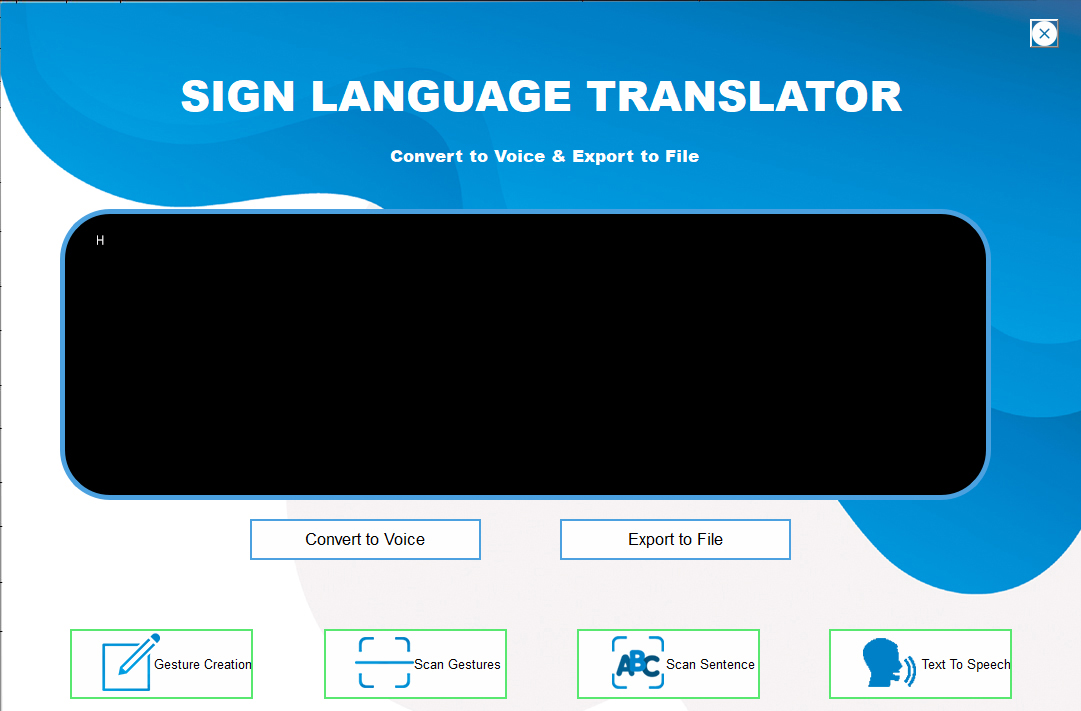 SIGN LANGUAGE TRANSLATOR
Convert to Voice & Export to File
H
Convert to Voice
Export to File
Gesture Creation
Scan Gestures
ABC
Scan Sentence
Text To Speech